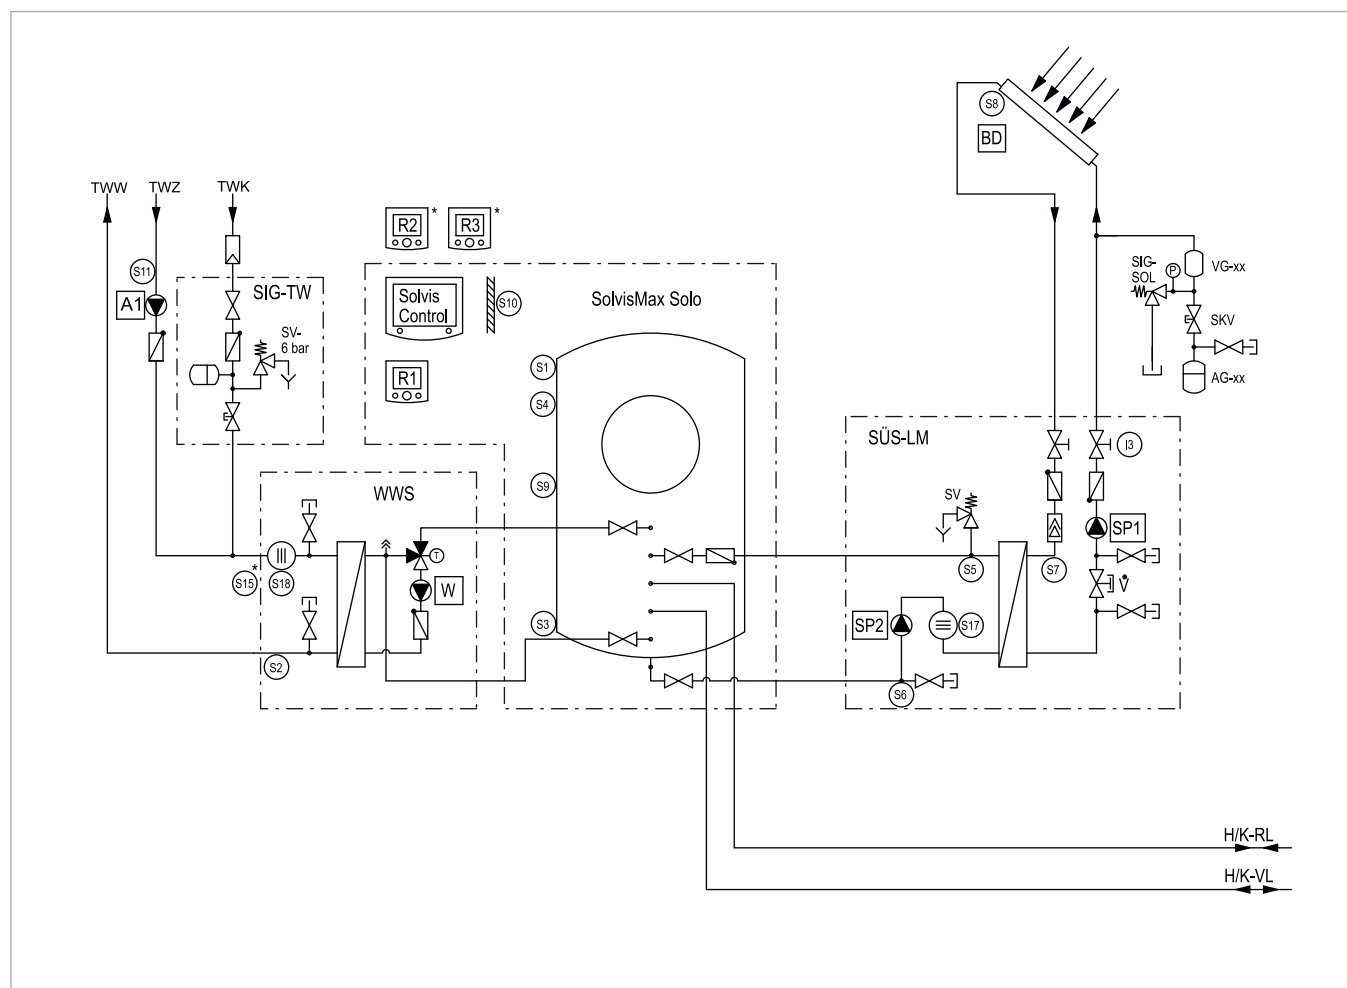 S8
BD
TWW TWZ TWK
R2 * R3 *
S11
SIG-TW
A1
SV-
6 bar
Solvis
Control
S10
SolvisMax Solo
SIG-
SOL
P
VG-xx
SKV
AG-xx
R1
S1
S4
S9
S3
SÜS-LM
I3
SV
SP1
S5
S7
V̇
SP2
S17
S6
WWS
T
W
S15 *
S18
S2
H/K-RL
H/K-VL